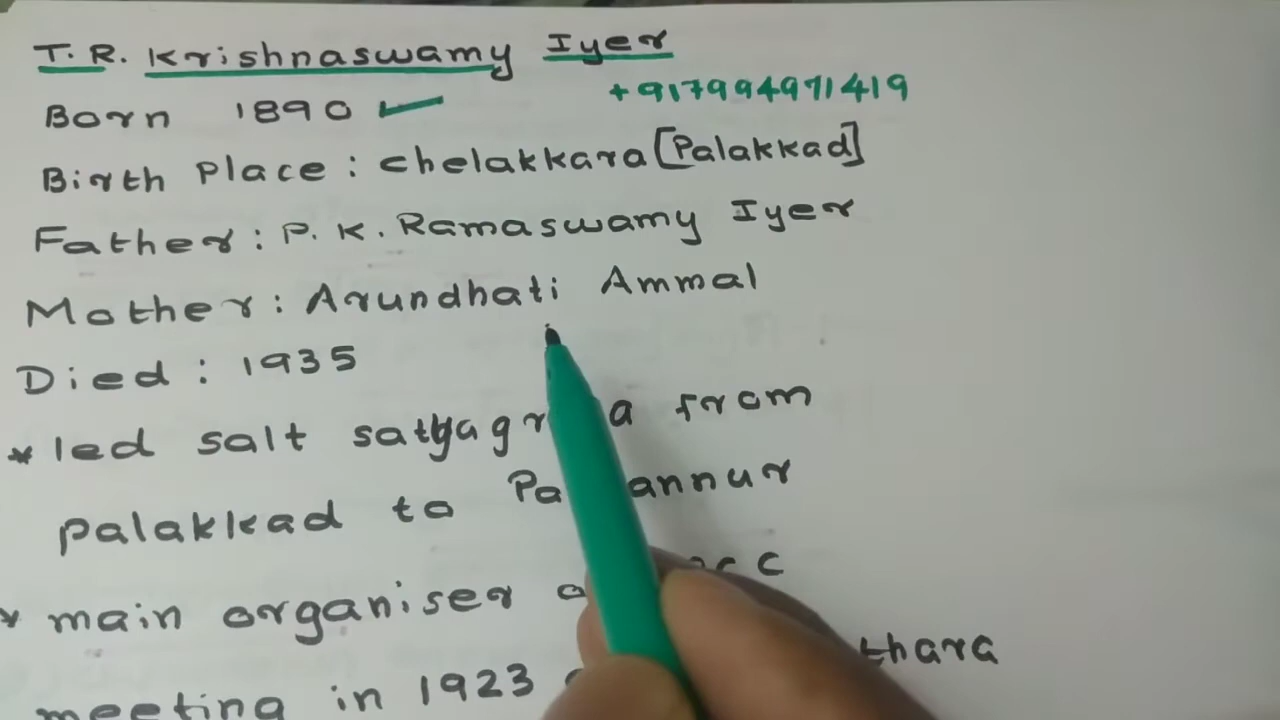 T. R. Krishnaswamy Iyer
+917994971419
Born 1890
Birth Place : chelakkara [Palakkad]
Father : P. K. Ramaswamy Iyer
Mother : Arundhati Ammal
Died : 1935
* led salt from
palakkad to
* main organiser
meeting in 1923